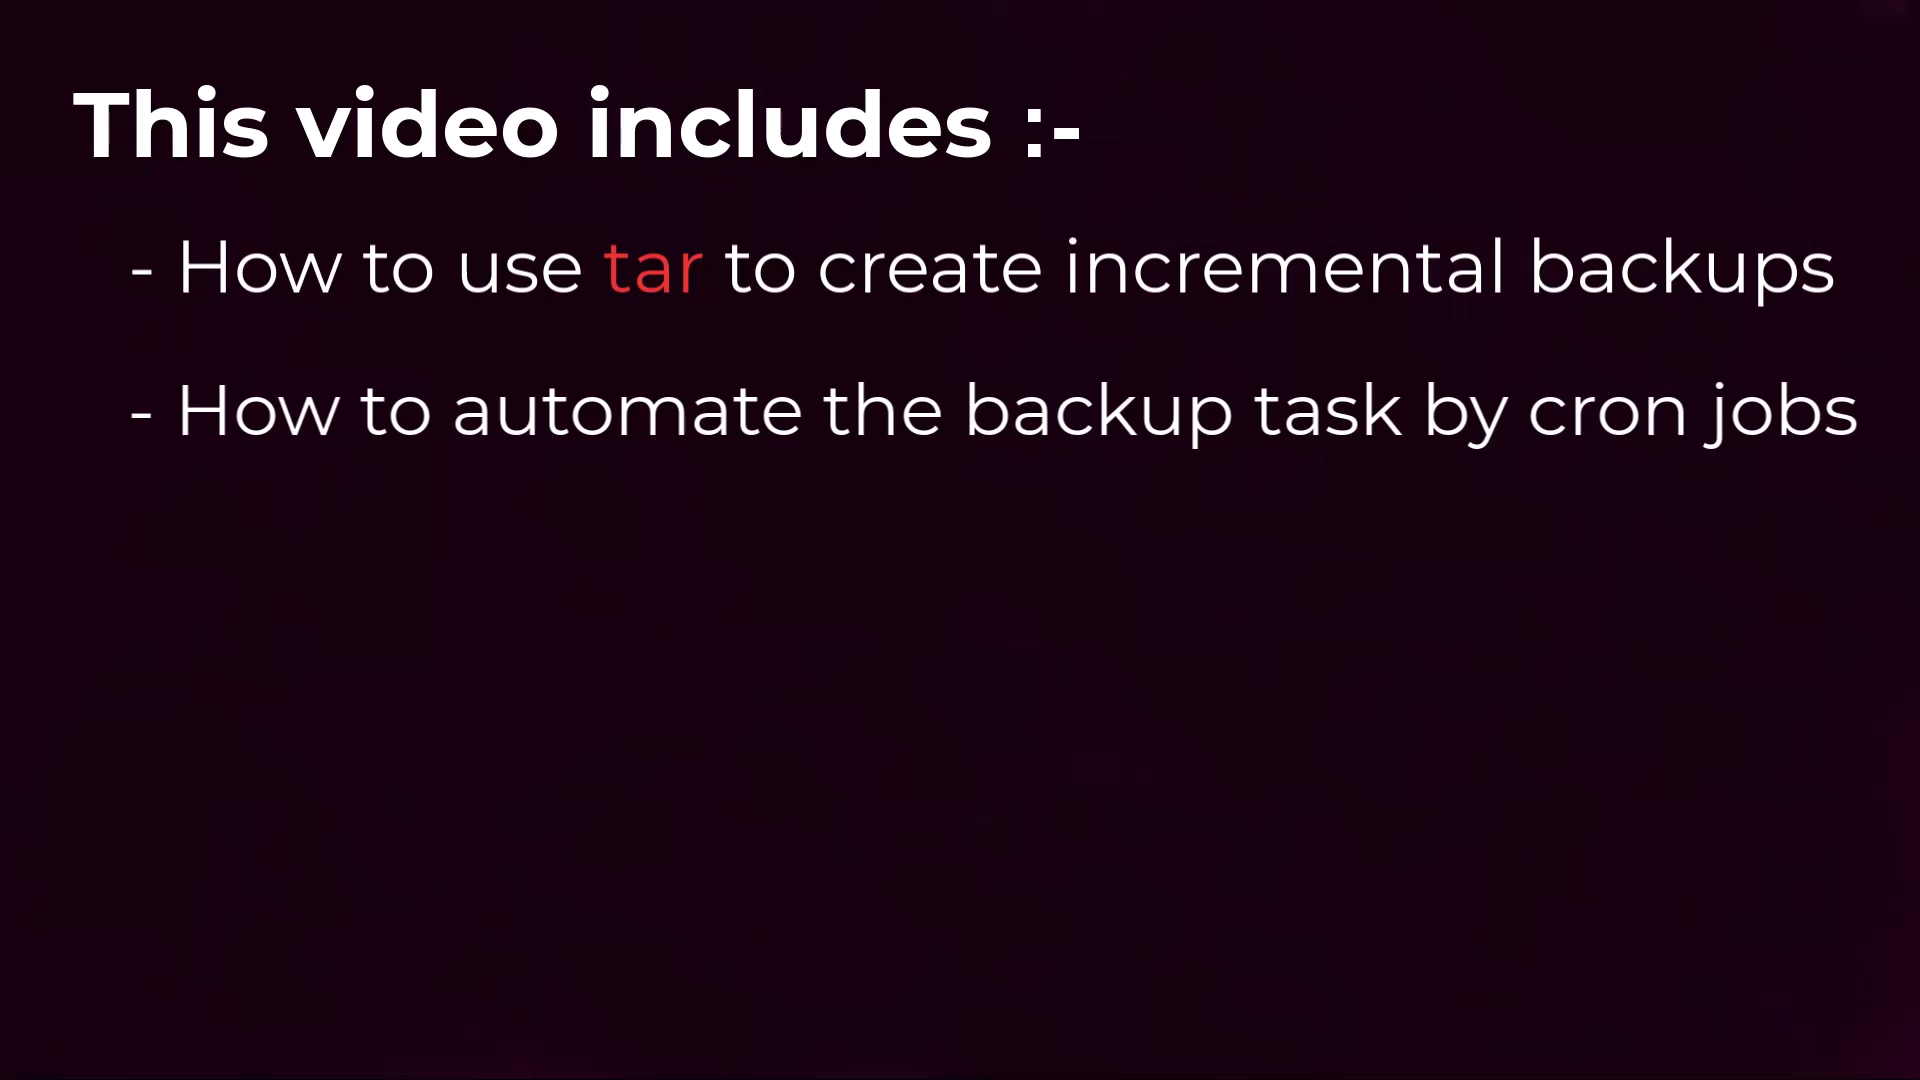 This video includes :-
- How to use tar to create incremental backups
- How to automate the backup task by cron jobs